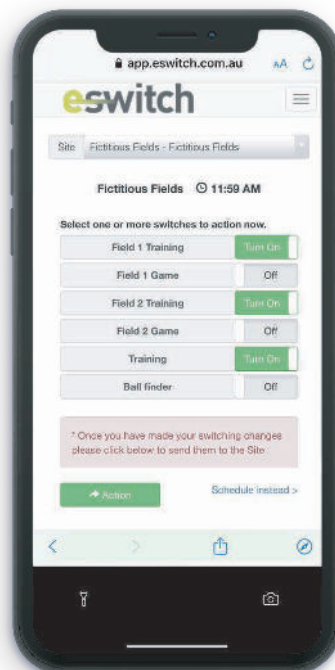 app.eswitch.com.au AA
eswitch
Site Fictitious Fields - Fictitious Fields
Fictitious Fields 11:59 AM
Select one or more switches to action now.
Field 1 Training Turn On
Field 1 Game Off
Field 2 Training Turn On
Field 2 Game Off
Training Turn On
Ball finder Off
* Once you have made your switching changes
please click below to send them to the Site
Action Schedule instead >